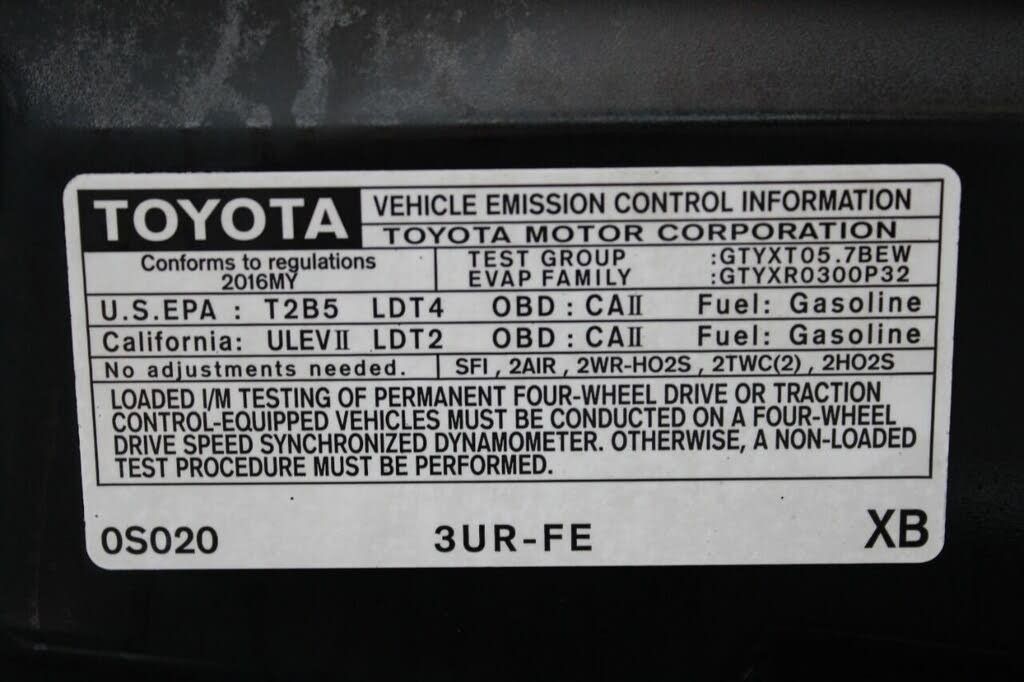 TOYOTA VEHICLE EMISSION CONTROL INFORMATION
TOYOTA MOTOR CORPORATION
Conforms to regulations
2016MY
TEST GROUP :GTYXT05.7BEW
EVAP FAMILY :GTYXR0300P32
U.S.EPA : T2B5 LDT4 OBD : CAⅡ Fuel: Gasoline
California: ULEVⅡ LDT2 OBD : CAⅡ Fuel: Gasoline
No adjustments needed. SFI , 2AIR , 2WR-HO2S , 2TWC(2) , 2HO2S
LOADED I/M TESTING OF PERMANENT FOUR-WHEEL DRIVE OR TRACTION
CONTROL-EQUIPPED VEHICLES MUST BE CONDUCTED ON A FOUR-WHEEL
DRIVE SPEED SYNCHRONIZED DYNAMOMETER. OTHERWISE, A NON-LOADED
TEST PROCEDURE MUST BE PERFORMED.
0S020 3UR-FE XB